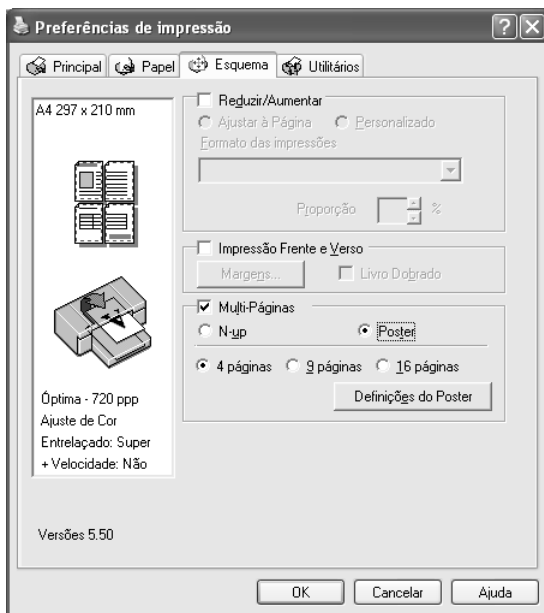 Preferências de impressão
Principal Papel Esquema Utilitários
A4 297 x 210 mm
Reduzir/Aumentar
Ajustar à Página Personalizado
Formato das impressões
Proporção %
Impressão Frente e Verso
Margens... Livro Dobrado
Multi-Páginas
N-up Poster
4 páginas 9 páginas 16 páginas
Definições do Poster
Óptima - 720 ppp
Ajuste de Cor
Entrelaçado: Super
+ Velocidade: Não
Versões 5.50
OK Cancelar Ajuda